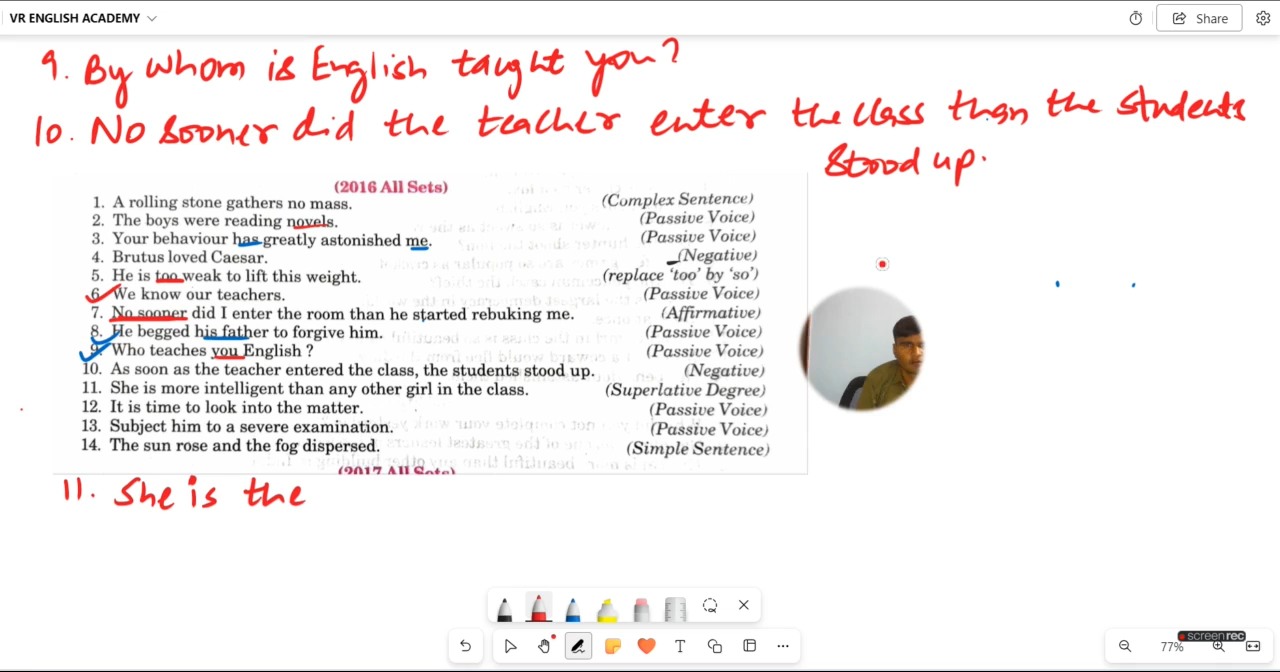 VR ENGLISH ACADEMY
Share
9. By whom is English taught you?
10. No sooner did the teacher enter the class than the students
stood up.
(2016 All Sets)
1. A rolling stone gathers no mass. (Complex Sentence)
2. The boys were reading novels. (Passive Voice)
3. Your behaviour has greatly astonished me. (Passive Voice)
4. Brutus loved Caesar. (Negative)
5. He is too weak to lift this weight. (replace 'too' by 'so')
6. We know our teachers. (Passive Voice)
7. No sooner did I enter the room than he started rebuking me. (Affirmative)
8. He begged his father to forgive him. (Passive Voice)
9. Who teaches you English ? (Passive Voice)
10. As soon as the teacher entered the class, the students stood up. (Negative)
11. She is more intelligent than any other girl in the class. (Superlative Degree)
12. It is time to look into the matter. (Passive Voice)
13. Subject him to a severe examination. (Passive Voice)
14. The sun rose and the fog dispersed. (Simple Sentence)
(2017 All Sets)
11. She is the
77%
screenrec